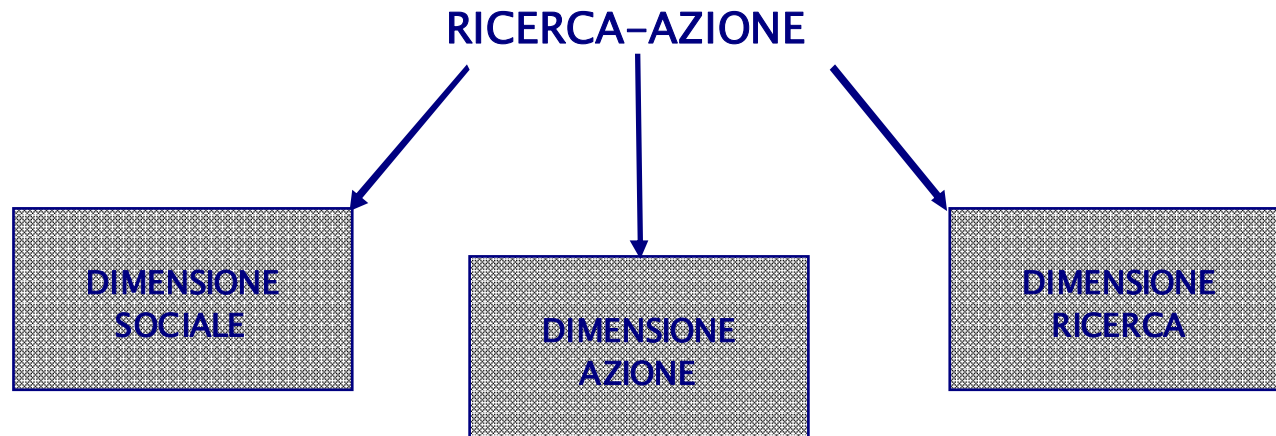 RICERCA-AZIONE
DIMENSIONE
SOCIALE
DIMENSIONE
AZIONE
DIMENSIONE
RICERCA